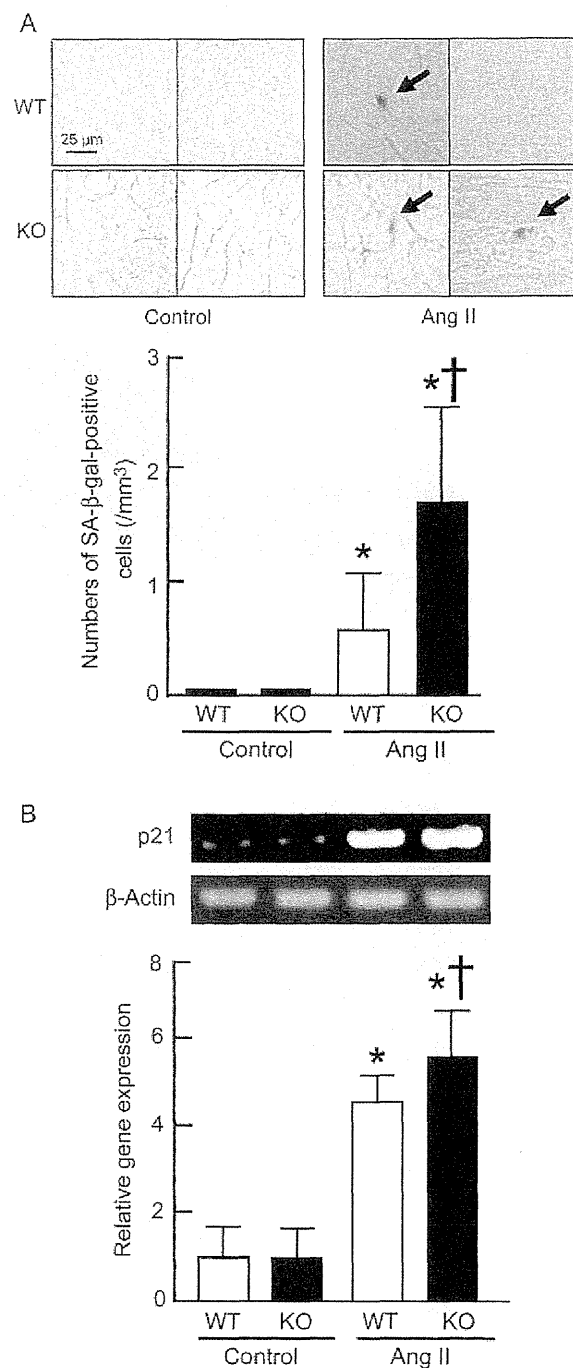 A
WT
25 µm
KO
Control Ang II
3
2
1
0
Numbers of SA-β-gal-positive
cells (/mm³)
*
*†
WT KO WT KO
Control Ang II
B
p21
β-Actin
8
6
4
2
0
Relative gene expression
*
*†
WT KO WT KO
Control Ang II